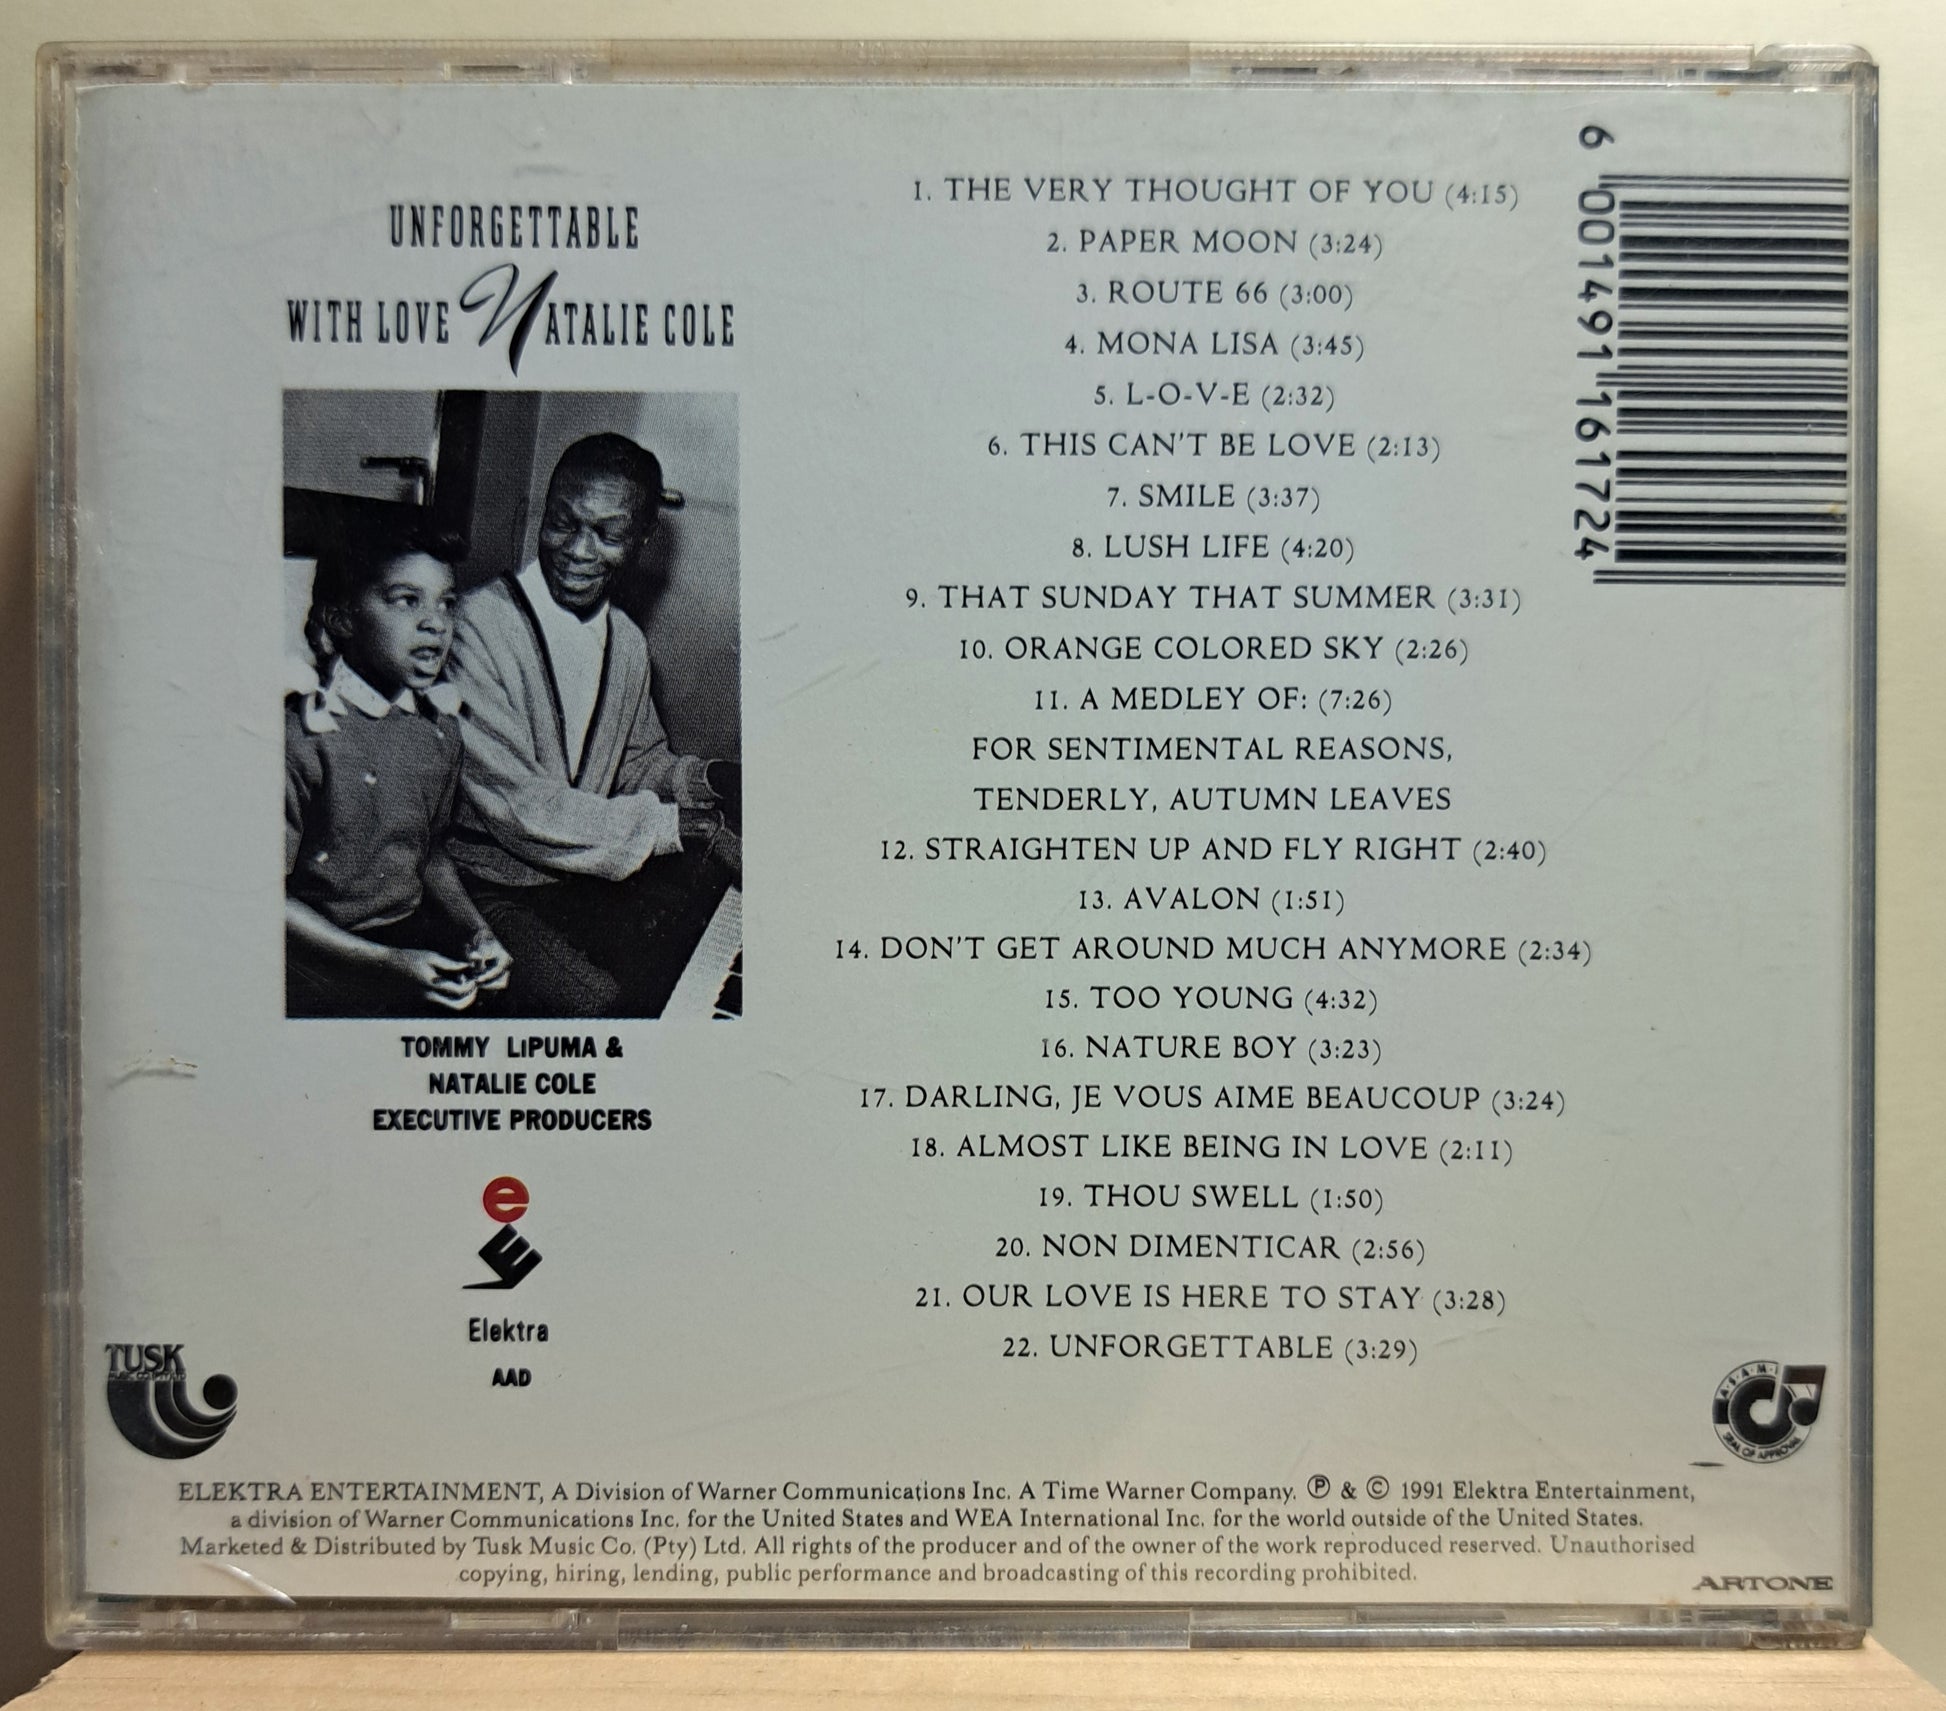 UNFORGETTABLE
WITH LOVE NATALIE COLE
TOMMY LiPUMA &
NATALIE COLE
EXECUTIVE PRODUCERS
e
E
Elektra
AAD
1. THE VERY THOUGHT OF YOU (4:15)
2. PAPER MOON (3:24)
3. ROUTE 66 (3:00)
4. MONA LISA (3:45)
5. L-O-V-E (2:32)
6. THIS CAN'T BE LOVE (2:13)
7. SMILE (3:37)
8. LUSH LIFE (4:20)
9. THAT SUNDAY THAT SUMMER (3:31)
10. ORANGE COLORED SKY (2:26)
11. A MEDLEY OF: (7:26)
FOR SENTIMENTAL REASONS,
TENDERLY, AUTUMN LEAVES
12. STRAIGHTEN UP AND FLY RIGHT (2:40)
13. AVALON (1:51)
14. DON'T GET AROUND MUCH ANYMORE (2:34)
15. TOO YOUNG (4:32)
16. NATURE BOY (3:23)
17. DARLING, JE VOUS AIME BEAUCOUP (3:24)
18. ALMOST LIKE BEING IN LOVE (2:11)
19. THOU SWELL (1:50)
20. NON DIMENTICAR (2:56)
21. OUR LOVE IS HERE TO STAY (3:28)
22. UNFORGETTABLE (3:29)
6 001491 161724
TUSK
A·S·A·M·I
SEAL OF APPROVAL
ELEKTRA ENTERTAINMENT, A Division of Warner Communications Inc. A Time Warner Company. ℗ & © 1991 Elektra Entertainment,
a division of Warner Communications Inc. for the United States and WEA International Inc. for the world outside of the United States.
Marketed & Distributed by Tusk Music Co. (Pty) Ltd. All rights of the producer and of the owner of the work reproduced reserved. Unauthorised
copying, hiring, lending, public performance and broadcasting of this recording prohibited.
ARTONE